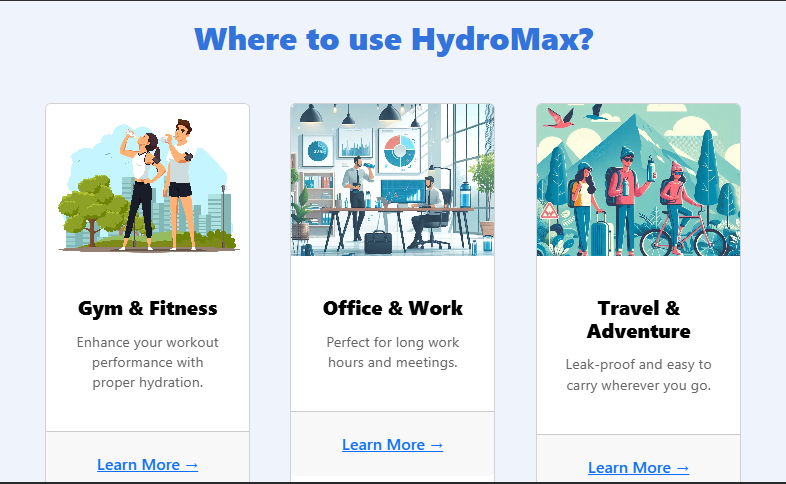 Where to use HydroMax?
Gym & Fitness
Enhance your workout
performance with
proper hydration.
Learn More →
Office & Work
Perfect for long work
hours and meetings.
Learn More →
Travel &
Adventure
Leak-proof and easy to
carry wherever you go.
Learn More →